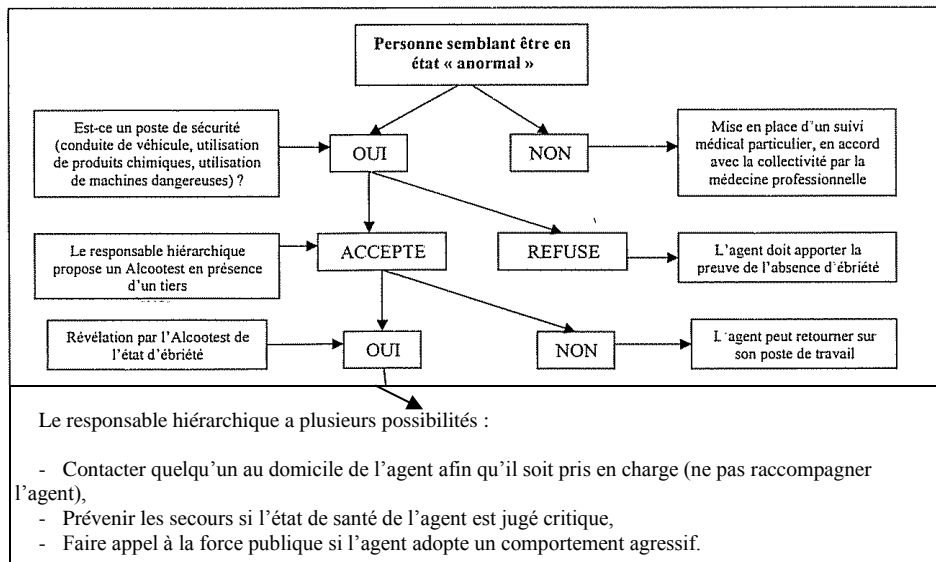 Personne semblant être en
état « anormal »
Est-ce un poste de sécurité
(conduite de véhicule, utilisation
de produits chimiques, utilisation
de machines dangereuses) ?
OUI
NON
Mise en place d'un suivi
médical particulier, en accord
avec la collectivité par la
médecine professionnelle
Le responsable hiérarchique
propose un Alcootest en présence
d'un tiers
ACCEPTE
REFUSE
L'agent doit apporter la
preuve de l'absence d'ébriété
Révélation par l'Alcootest de
l'état d'ébriété
OUI
NON
L'agent peut retourner sur
son poste de travail
Le responsable hiérarchique a plusieurs possibilités :
- Contacter quelqu'un au domicile de l'agent afin qu'il soit pris en charge (ne pas raccompagner
l'agent),
- Prévenir les secours si l'état de santé de l'agent est jugé critique,
- Faire appel à la force publique si l'agent adopte un comportement agressif.